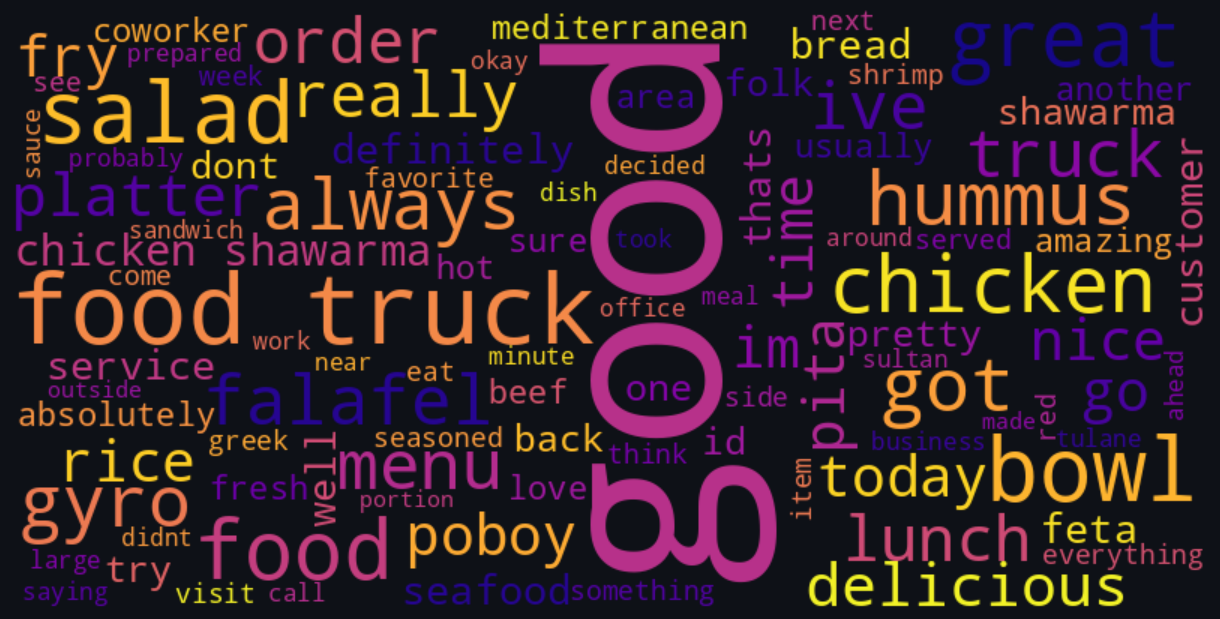 coworker
order
mediterranean
next
great
fry
prepared
okay
bread
see
week
really
area
folk
shrimp
another
salad
ive
shawarma
sauce
probably
dont
definitely
decided
thats
usually
truck
customer
platter
always
favorite
dish
time
hummus
sandwich
good
chicken shawarma
hot
sure
took
around
served
amazing
come
food truck
office
meal
chicken
work
near
minute
im
pita
pretty
nice
service
eat
sultan
outside
falafel
beef
one
side
got
go
ahead
absolutely
made
red
greek
seasoned
back
think
id
business
tulane
rice
well
menu
fresh
love
item
today
bowl
gyro
portion
didnt
food
poboy
lunch
feta
large
try
everything
saying
visit
call
seafood
something
delicious